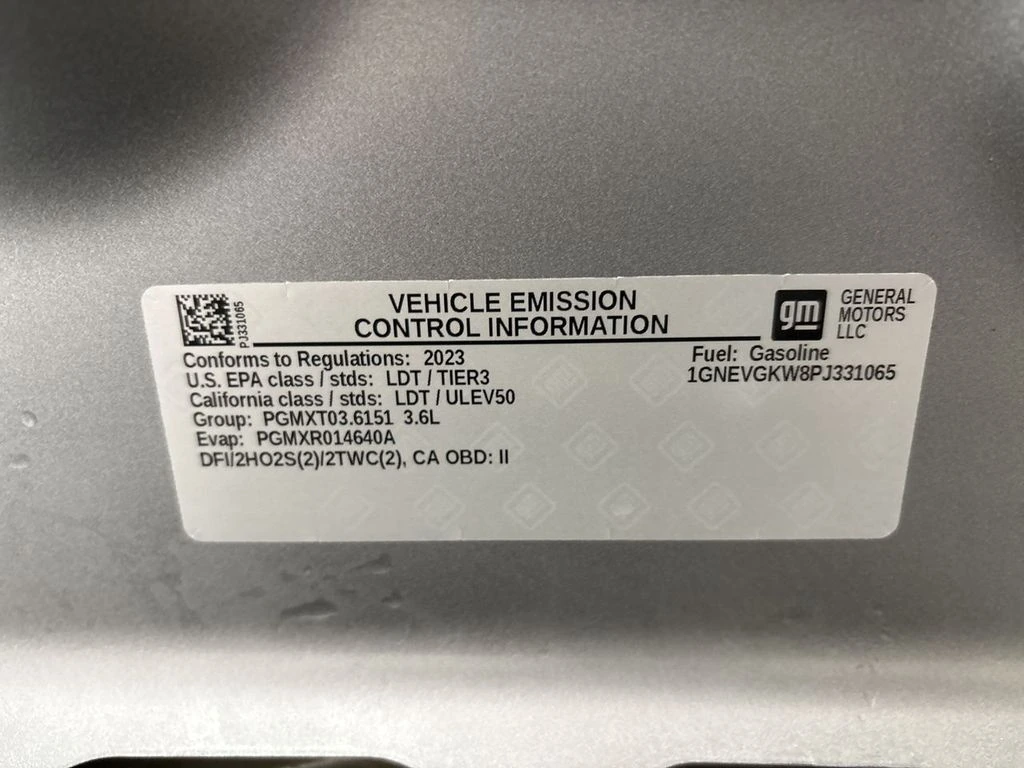 PJ331065
VEHICLE EMISSION
CONTROL INFORMATION
gm
GENERAL
MOTORS
LLC
Conforms to Regulations: 2023
U.S. EPA class / stds: LDT / TIER3
California class / stds: LDT / ULEV50
Group: PGMXT03.6151 3.6L
Evap: PGMXR014640A
DFI/2HO2S(2)/2TWC(2), CA OBD: II
Fuel: Gasoline
1GNEVGKW8PJ331065